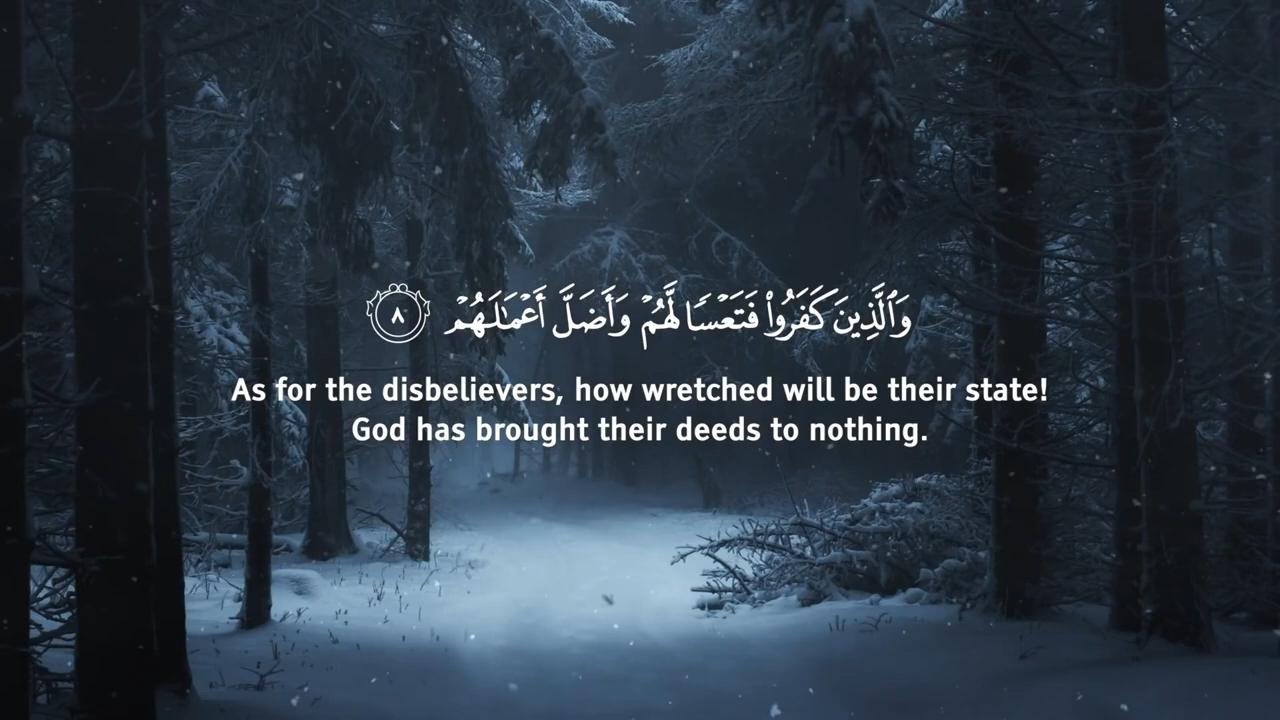 وَٱلَّذِينَ كَفَرُوا۟ فَتَعْسًا لَّهُمْ وَأَضَلَّ أَعْمَـٰلَهُمْ ٨
As for the disbelievers, how wretched will be their state!
God has brought their deeds to nothing.